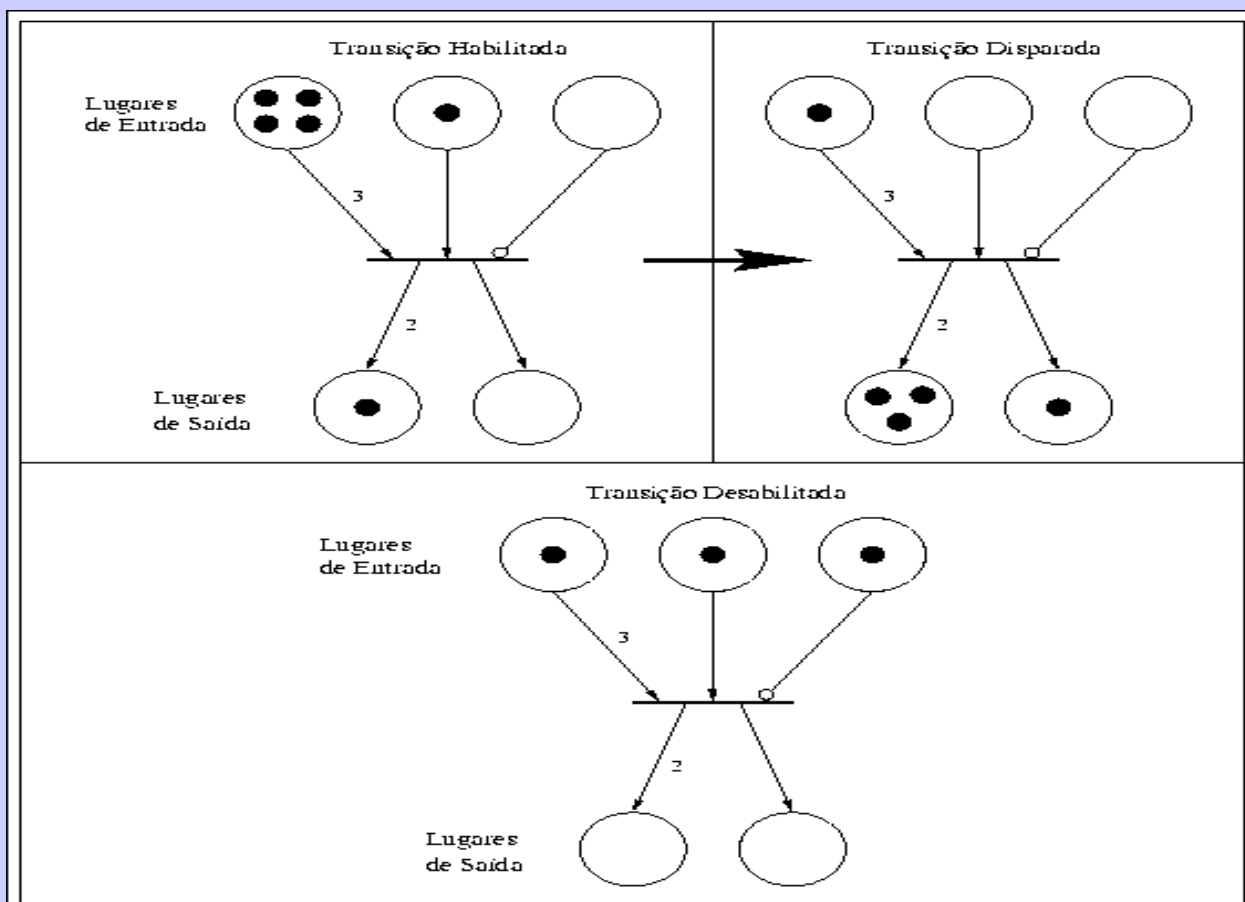 Transição Habilitada
Lugares
de Entrada
3
2
Lugares
de Saída
Transição Disparada
3
2
Transição Desabilitada
Lugares
de Entrada
3
2
Lugares
de Saída